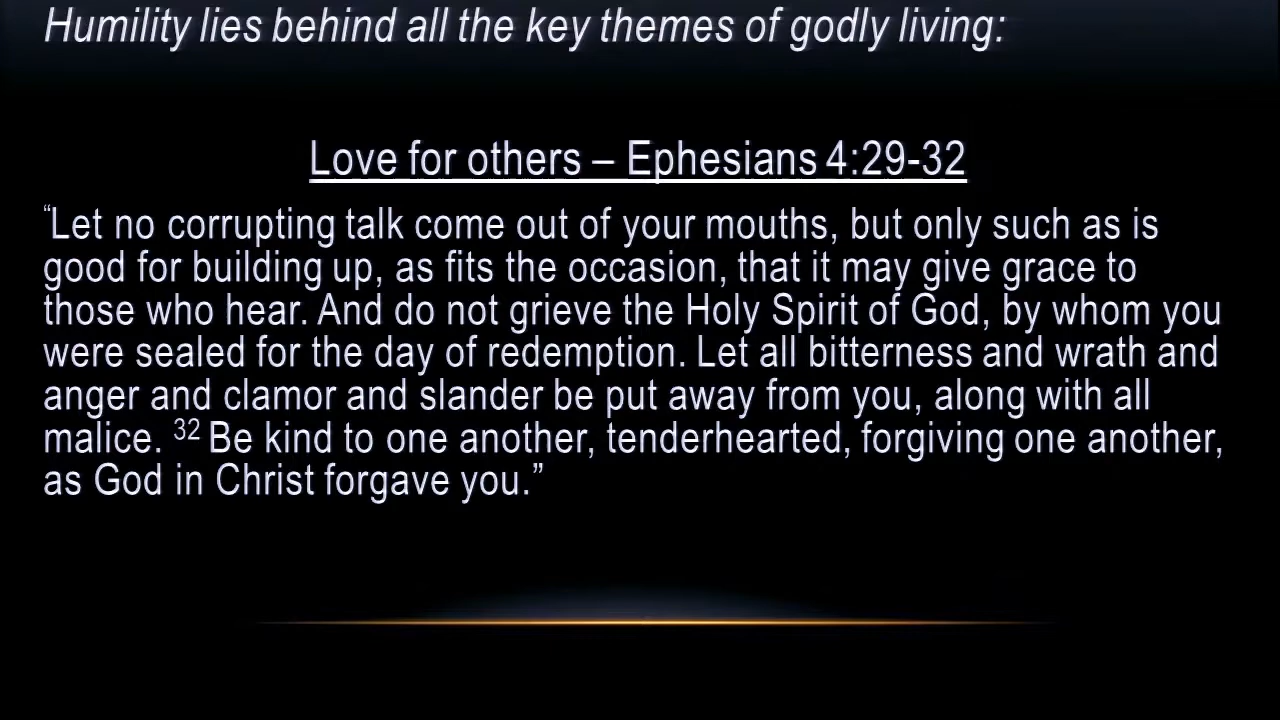 Humility lies behind all the key themes of godly living:
Love for others – Ephesians 4:29-32
“Let no corrupting talk come out of your mouths, but only such as is
good for building up, as fits the occasion, that it may give grace to
those who hear. And do not grieve the Holy Spirit of God, by whom you
were sealed for the day of redemption. Let all bitterness and wrath and
anger and clamor and slander be put away from you, along with all
malice. 32 Be kind to one another, tenderhearted, forgiving one another,
as God in Christ forgave you.”